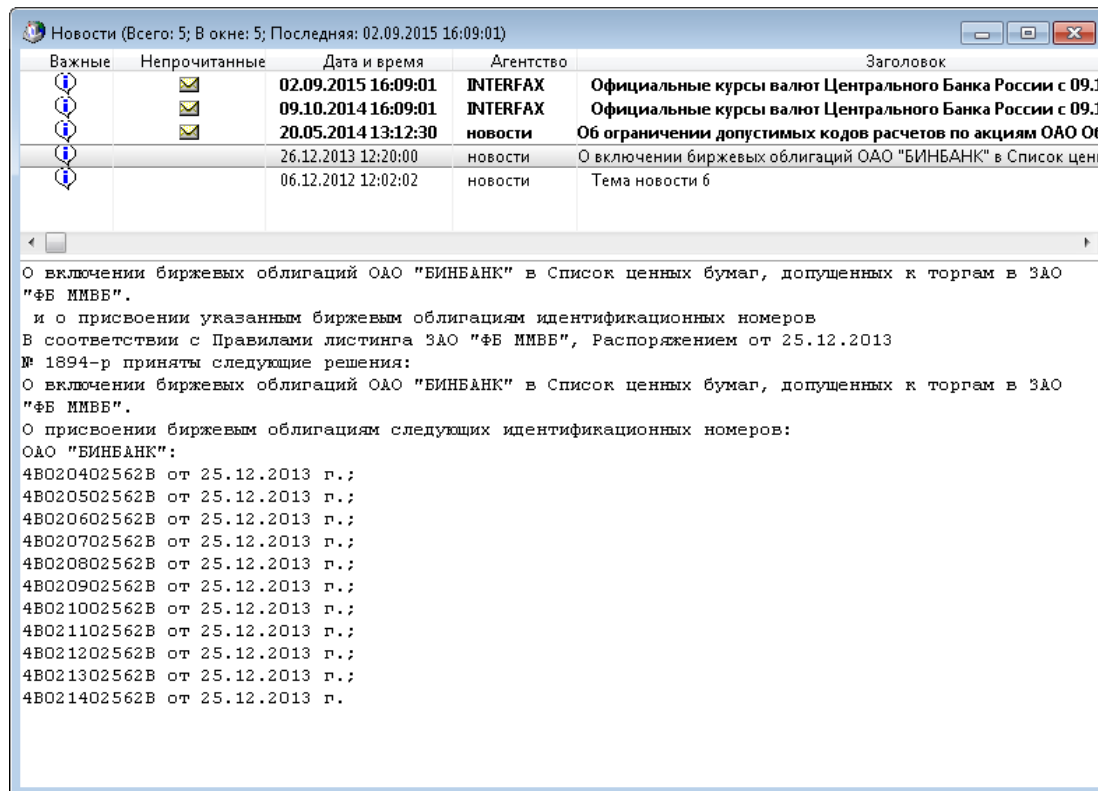 Новости (Всего: 5; В окне: 5; Последняя: 02.09.2015 16:09:01)
Важные Непрочитанные Дата и время Агентство Заголовок
02.09.2015 16:09:01 INTERFAX Официальные курсы валют Центрального Банка России с 09.1
09.10.2014 16:09:01 INTERFAX Официальные курсы валют Центрального Банка России с 09.1
20.05.2014 13:12:30 новости Об ограничении допустимых кодов расчетов по акциям ОАО Об
26.12.2013 12:20:00 новости О включении биржевых облигаций ОАО "БИНБАНК" в Список цен
06.12.2012 12:02:02 новости Тема новости 6
О включении биржевых облигаций ОАО "БИНБАНК" в Список ценных бумаг, допущенных к торгам в ЗАО
"ФБ ММВБ".
и о присвоении указанным биржевым облигациям идентификационных номеров
В соответствии с Правилами листинга ЗАО "ФБ ММВБ", Распоряжением от 25.12.2013
№ 1894-р приняты следующие решения:
О включении биржевых облигаций ОАО "БИНБАНК" в Список ценных бумаг, допущенных к торгам в ЗАО
"ФБ ММВБ".
О присвоении биржевым облигациям следующих идентификационных номеров:
ОАО "БИНБАНК":
4B020402562B от 25.12.2013 г.;
4B020502562B от 25.12.2013 г.;
4B020602562B от 25.12.2013 г.;
4B020702562B от 25.12.2013 г.;
4B020802562B от 25.12.2013 г.;
4B020902562B от 25.12.2013 г.;
4B021002562B от 25.12.2013 г.;
4B021102562B от 25.12.2013 г.;
4B021202562B от 25.12.2013 г.;
4B021302562B от 25.12.2013 г.;
4B021402562B от 25.12.2013 г.